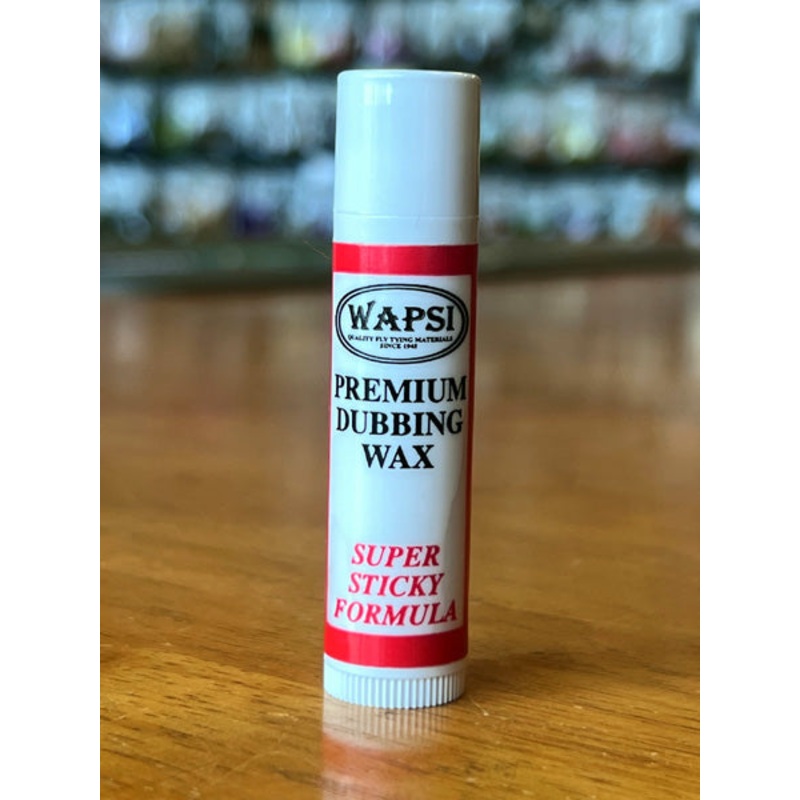 WAPSI
QUALITY FLY TYING MATERIALS
SINCE 1945
PREMIUM
DUBBING
WAX
SUPER
STICKY
FORMULA